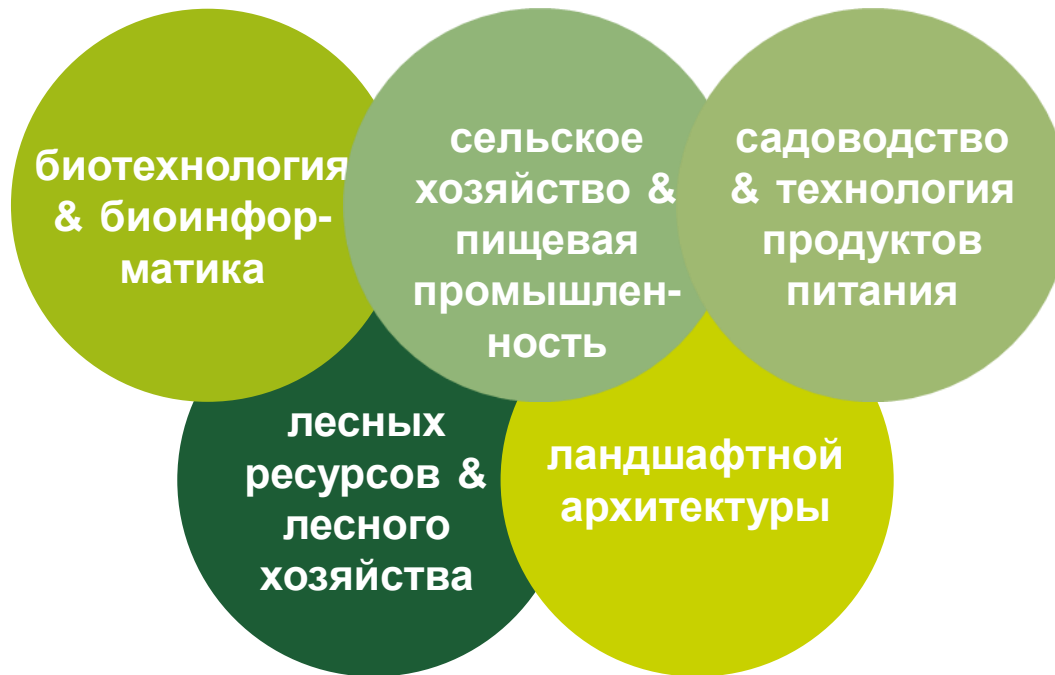 биотехнология
& биоинфор-
матика
сельское
хозяйство &
пищевая
промышлен-
ность
садоводство
& технология
продуктов
питания
лесных
ресурсов &
лесного
хозяйства
ландшафтной
архитектуры